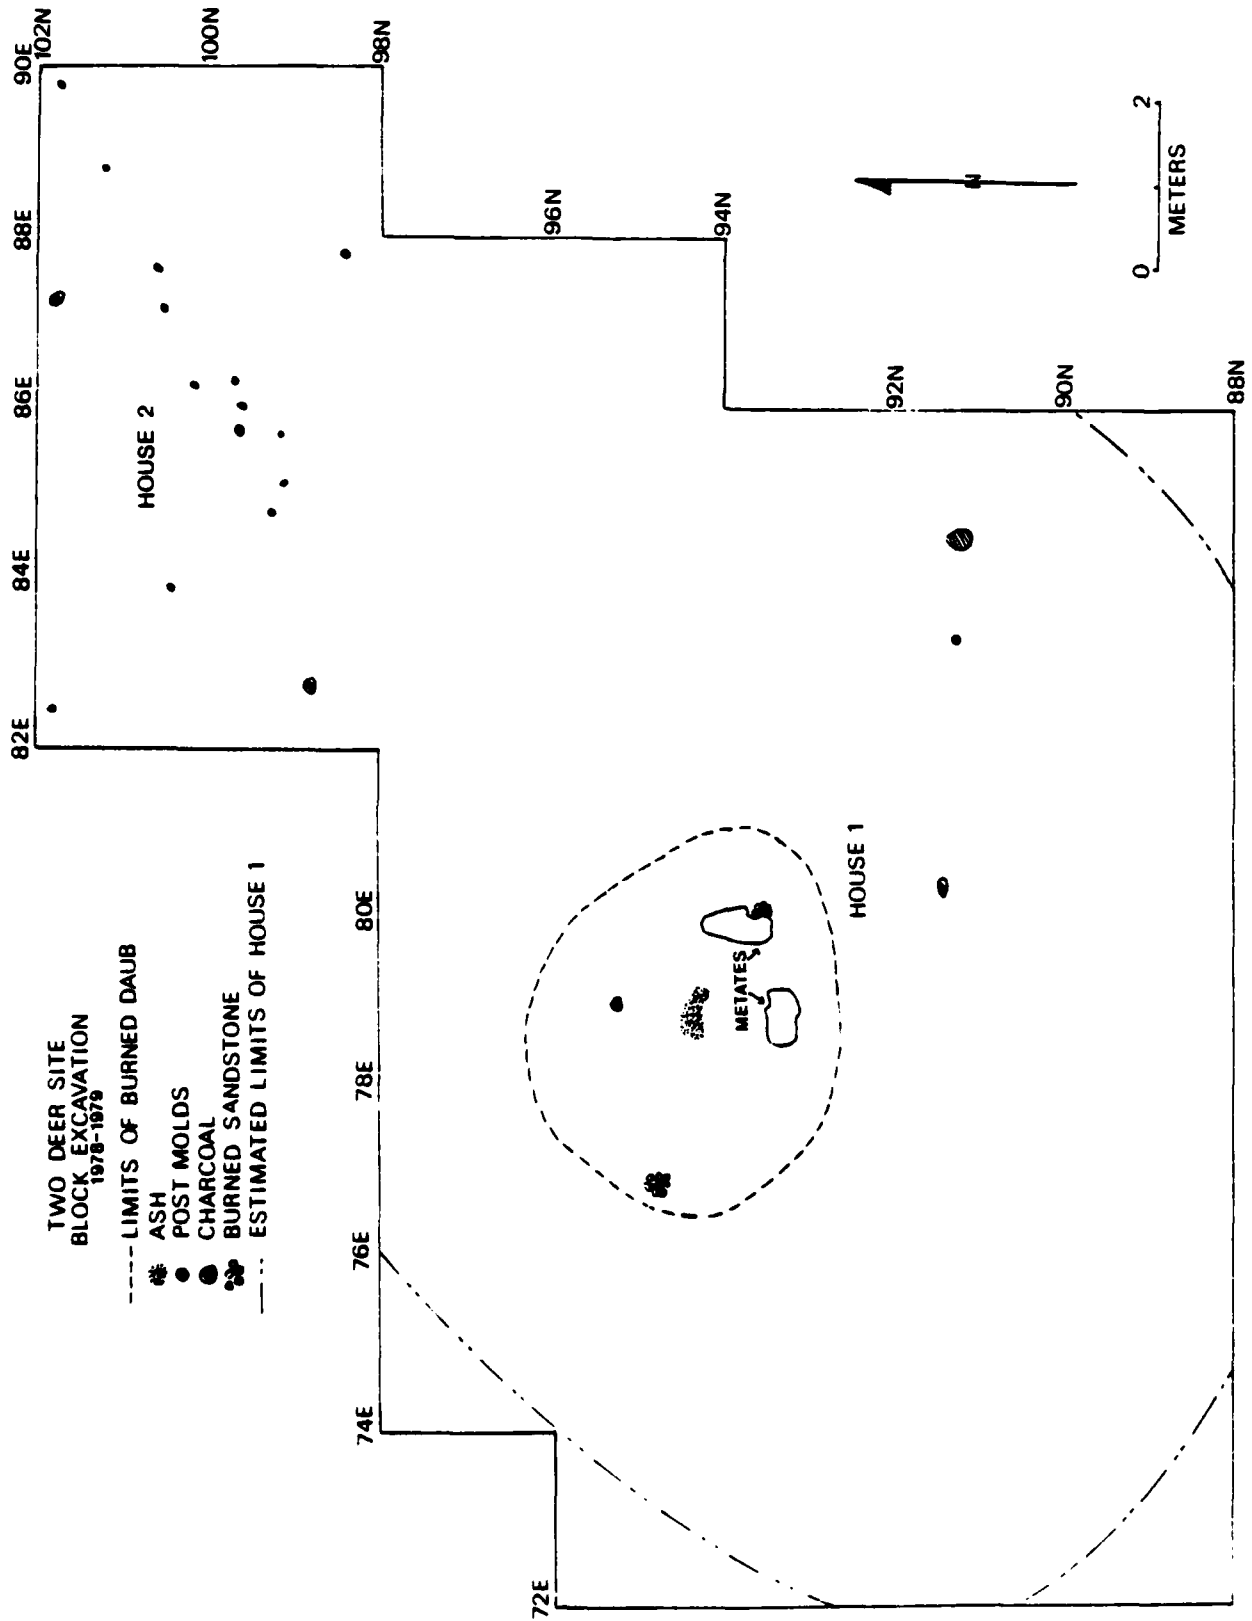 TWO DEER SITE
BLOCK EXCAVATION
1978-1979
LIMITS OF BURNED DAUB
ASH
POST MOLDS
CHARCOAL
BURNED SANDSTONE
ESTIMATED LIMITS OF HOUSE 1
72E
74E
76E
78E
80E
82E
84E
86E
88E
90E
102N
100N
98N
96N
94N
92N
90N
88N
HOUSE 2
HOUSE 1
METATES
N
0 2
METERS